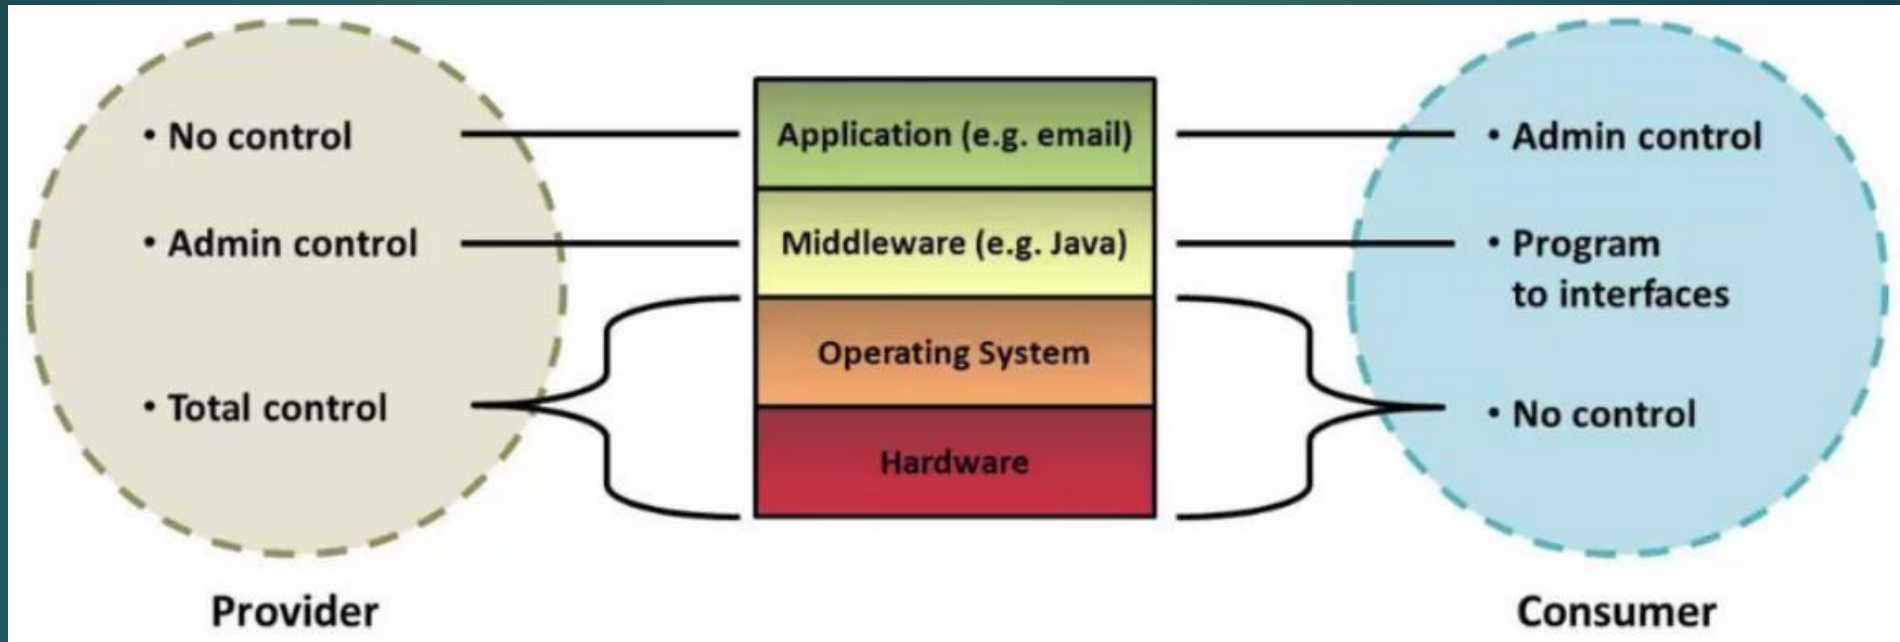 • No control
Application (e.g. email)
• Admin control
• Admin control
Middleware (e.g. Java)
• Program
to interfaces
Operating System
• Total control
• No control
Hardware
Provider
Consumer